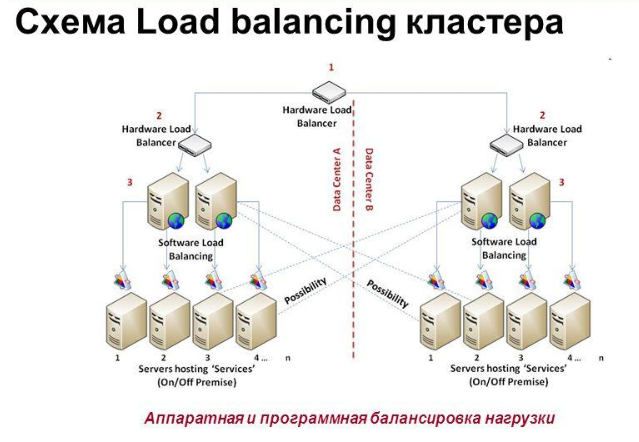 Схема Load balancing кластера
1
Hardware Load
Balancer
2
Hardware Load
Balancer
2
Hardware Load
Balancer
Data Center A
Data Center B
3
3
Software Load
Balancing
Software Load
Balancing
Possibility
Possibility
1 2 3 4 ... n
Servers hosting ‘Services’
(On/Off Premise)
1 2 3 4 ... n
Servers hosting ‘Services’
(On/Off Premise)
Аппаратная и программная балансировка нагрузки